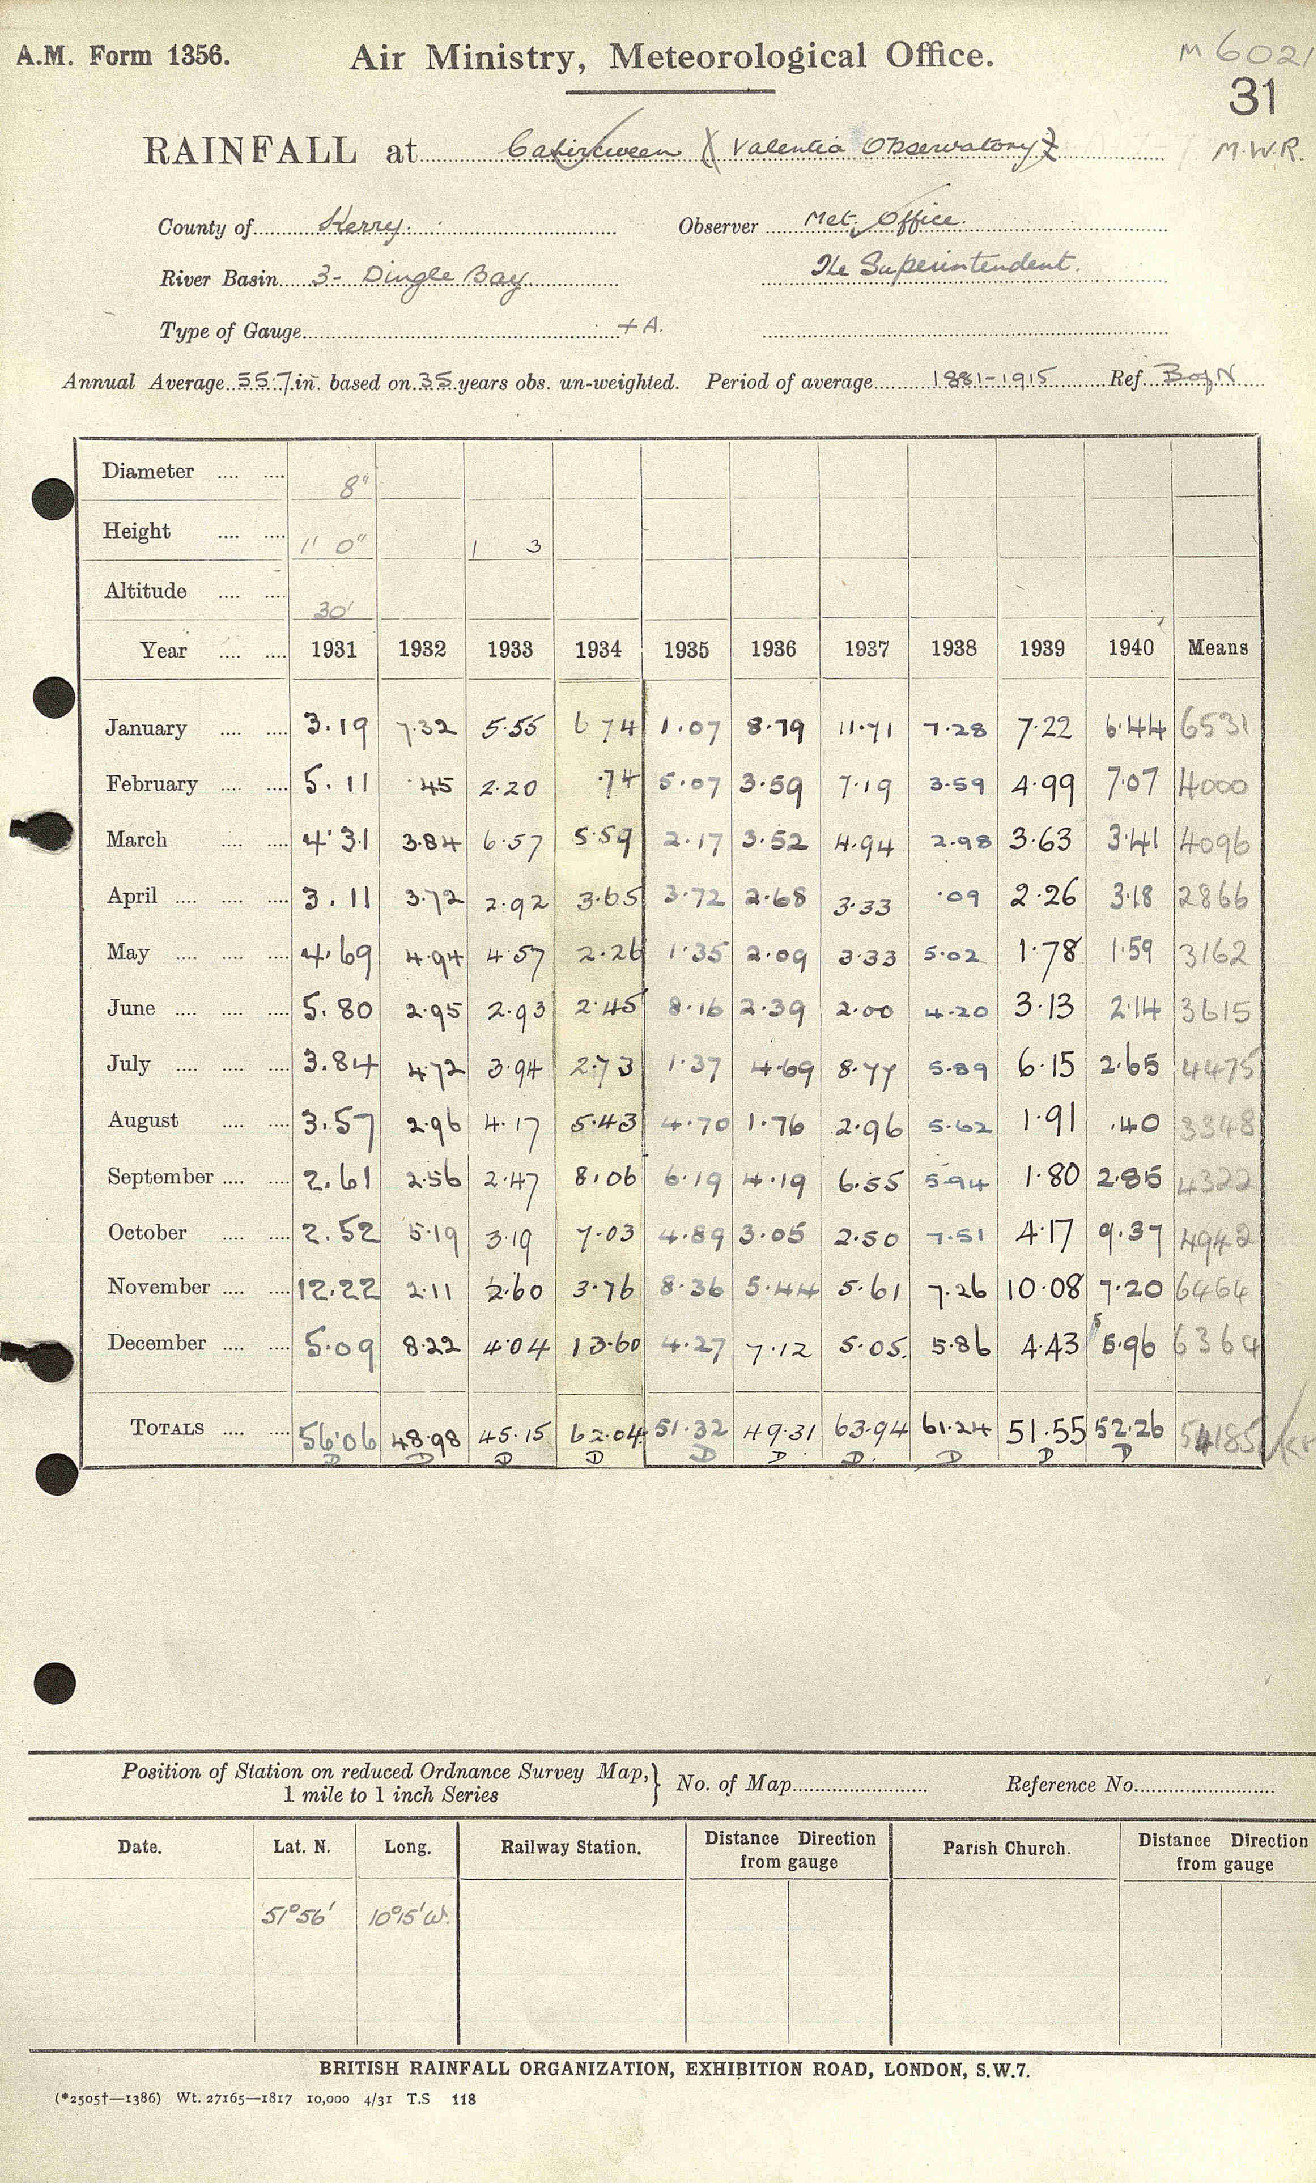 A.M. Form 1356. Air Ministry, Meteorological Office. M 6021
31
RAINFALL at Cahirciveen (Valentia Observatory) M.W.R.
County of Kerry. Observer Met. Office.
River Basin 3- Dingle Bay The Superintendent.
Type of Gauge +A.
Annual Average 55.7 in. based on 35 years obs. un-weighted. Period of average 1881-1915 Ref. B of N
Diameter 8"
Height 1' 0" 1 3
Altitude 30'
Year 1931 1932 1933 1934 1935 1936 1937 1938 1939 1940 Means
January 3.19 7.32 5.55 6 74 1.07 8.79 11.71 7.28 7.22 6.44 6531
February 5.11 .45 2.20 .74 5.07 3.59 7.19 3.59 4.99 7.07 4000
March 4.31 3.84 6.57 5.59 2.17 3.52 4.94 2.98 3.63 3.41 4096
April 3.11 3.72 2.92 3.65 3.72 2.68 3.33 .09 2.26 3.18 2866
May 4.69 4.94 4.57 2.26 1.35 2.09 3.33 5.02 1.78 1.59 3162
June 5.80 2.95 2.93 2.45 8.16 2.39 2.00 4.20 3.13 2.14 3615
July 3.84 4.72 3.94 2.73 1.37 4.69 8.77 5.89 6.15 2.65 4475
August 3.57 2.96 4.17 5.43 4.70 1.76 2.96 5.62 1.91 .40 3348
September 2.61 2.56 2.47 8.06 6.19 4.19 6.55 5.94 1.80 2.85 4322
October 2.52 5.19 3.19 7.03 4.89 3.05 2.50 7.51 4.17 9.37 4942
November 12.22 2.11 2.60 3.76 8.36 5.44 5.61 7.26 10.08 7.20 6464
December 5.09 8.22 4.04 13.60 4.27 7.12 5.05. 5.86 4.43 5.96 6364
TOTALS 56.06 48.98 45.15 62.04 51.32 49.31 63.94 61.24 51.55 52.26 54185
D D D D D D D. D D D
Position of Station on reduced Ordnance Survey Map, 1 mile to 1 inch Series } No. of Map Reference No.
Date. Lat. N. Long. Railway Station. Distance from gauge Direction Parish Church. Distance from gauge Direction
51°56' 10°15'W.
BRITISH RAINFALL ORGANIZATION, EXHIBITION ROAD, LONDON, S.W.7.
(*2505†—1386) Wt. 27165—1817 10,000 4/31 T.S 118